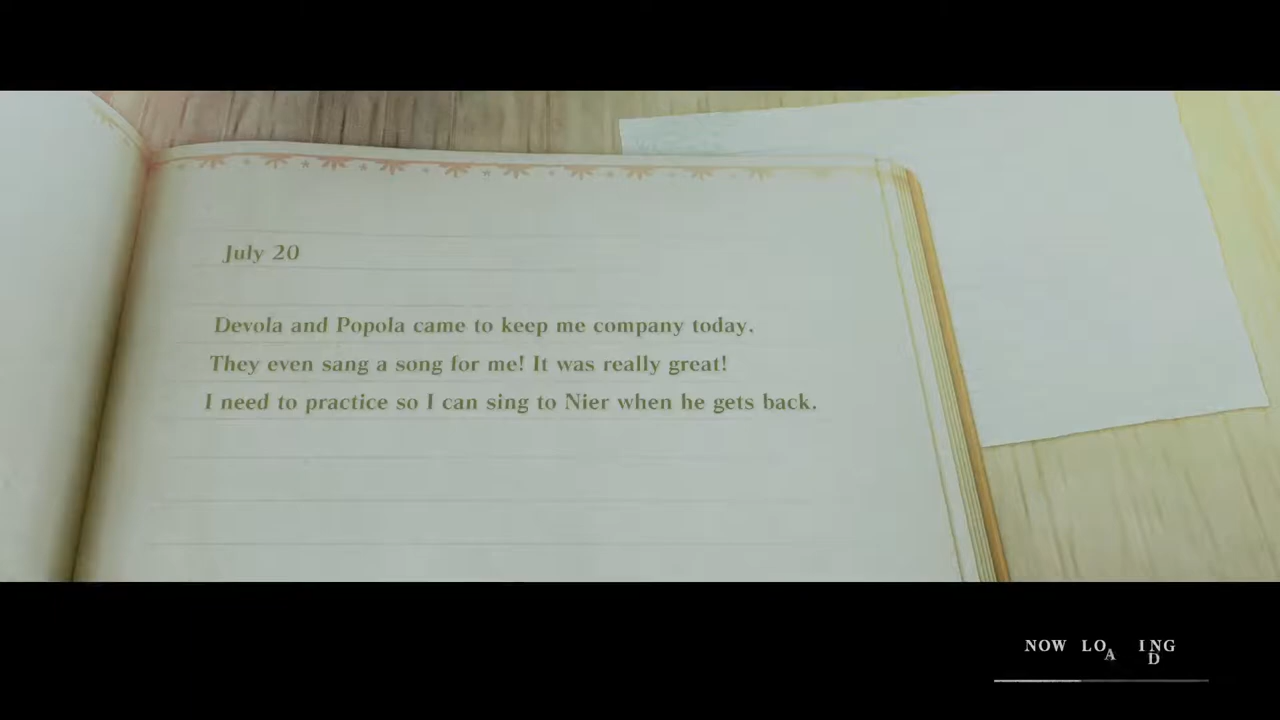 July 20
Devola and Popola came to keep me company today.
They even sang a song for me! It was really great!
I need to practice so I can sing to Nier when he gets back.
NOW LOADING